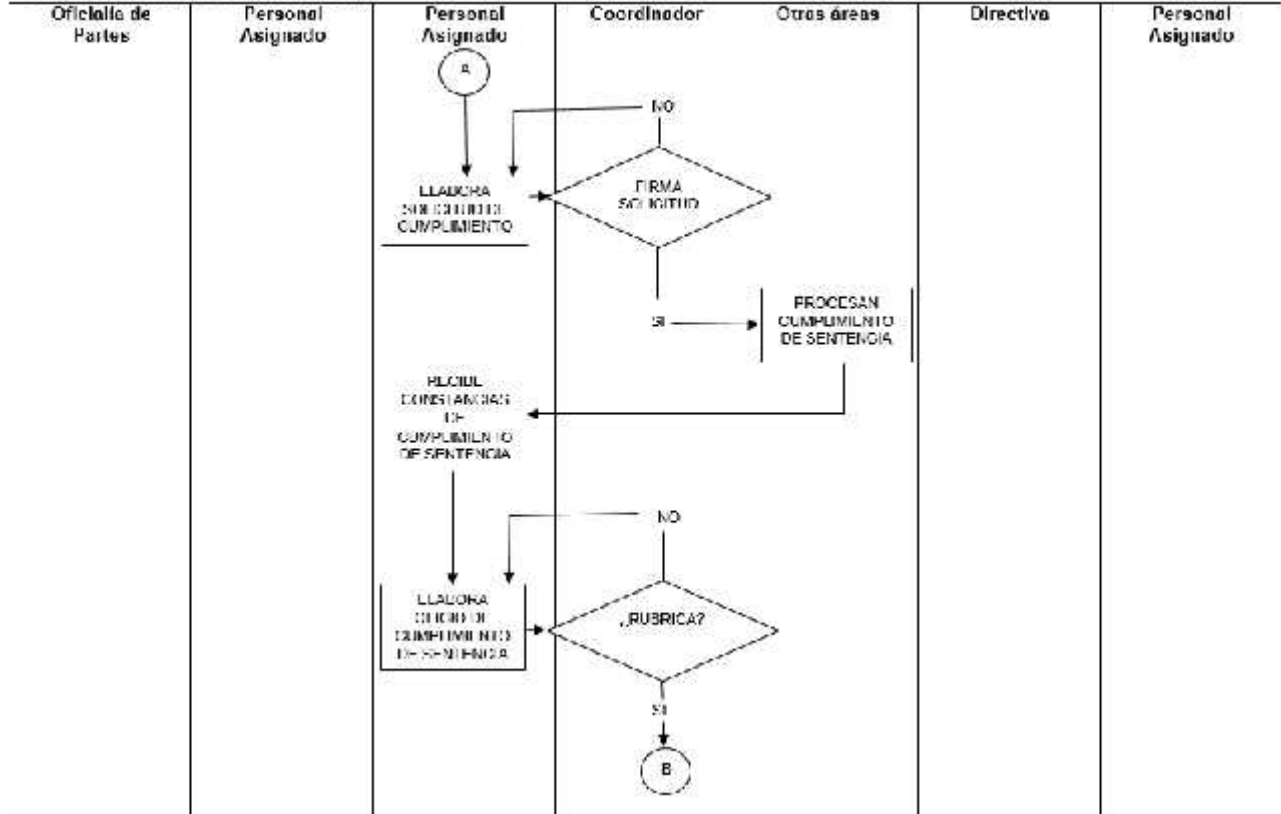 Oficialía de
Partes
Personal
Asignado
Personal
Asignado
Coordinador
Otras áreas
Directiva
Personal
Asignado
A
NO
ELABORA
SOLICITUD DE
CUMPLIMIENTO
FIRMA
SOLICITUD
SI
PROCESAN
CUMPLIMIENTO
DE SENTENCIA
RECIBE
CONSTANCIAS
DE
CUMPLIMIENTO
DE SENTENCIA
NO
ELABORA
OFICIO DE
CUMPLIMIENTO
DE SENTENCIA
¿RUBRICA?
SI
B